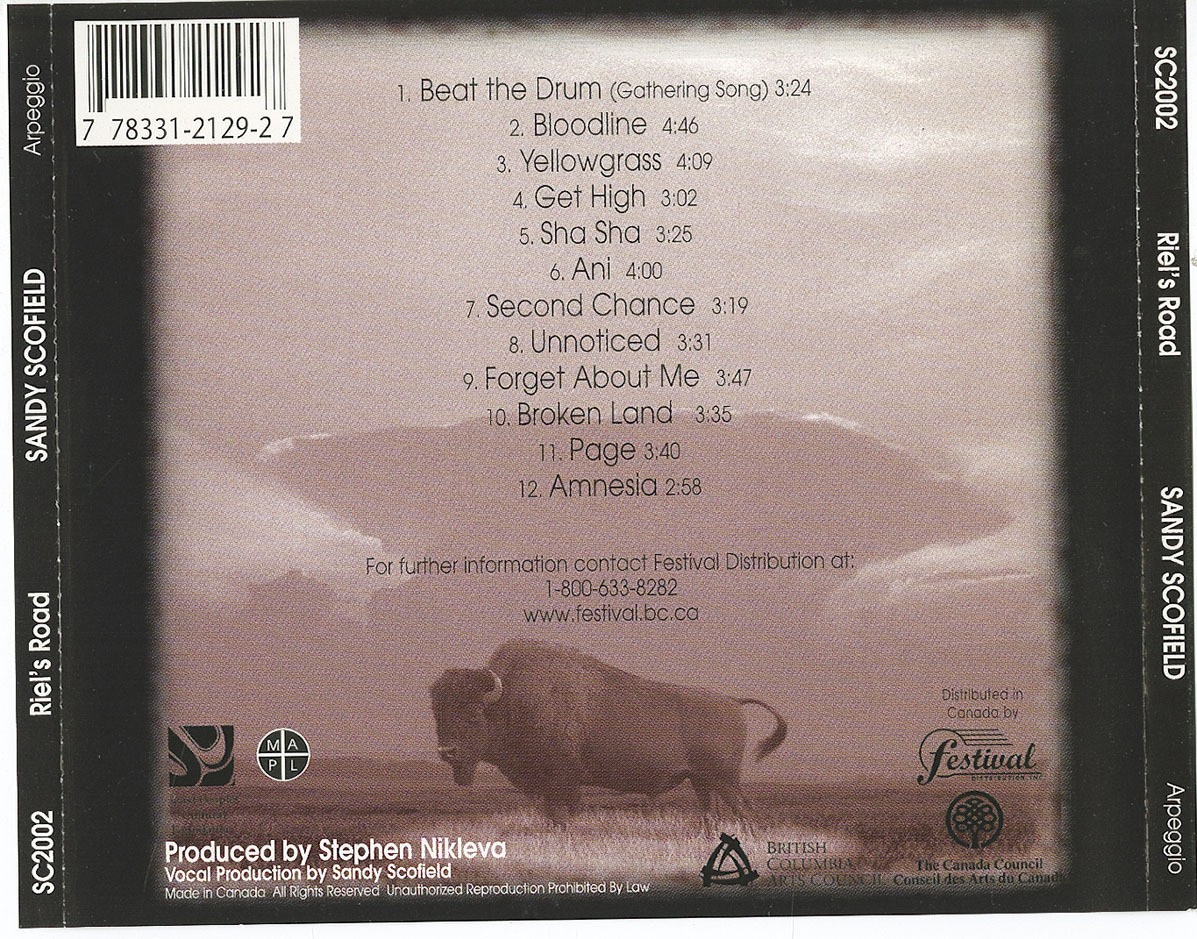 7 78331-2129-2 7
1. Beat the Drum (Gathering Song) 3:24
2. Bloodline 4:46
3. Yellowgrass 4:09
4. Get High 3:02
5. Sha Sha 3:25
6. Ani 4:00
7. Second Chance 3:19
8. Unnoticed 3:31
9. Forget About Me 3:47
10. Broken Land 3:35
11. Page 3:40
12. Amnesia 2:58
For further information contact Festival Distribution at:
1-800-633-8282
www.festival.bc.ca
Distributed in
Canada by
festival
DISTRIBUTION INC
M A
P L
Produced by Stephen Nikleva
Vocal Production by Sandy Scofield
Made in Canada All Rights Reserved Unauthorized Reproduction Prohibited By Law
BRITISH
COLUMBIA
ARTS COUNCIL
The Canada Council
Conseil des Arts du Canada
SC2002 Riel's Road SANDY SCOFIELD Arpeggio
SC2002 Riel's Road SANDY SCOFIELD Arpeggio